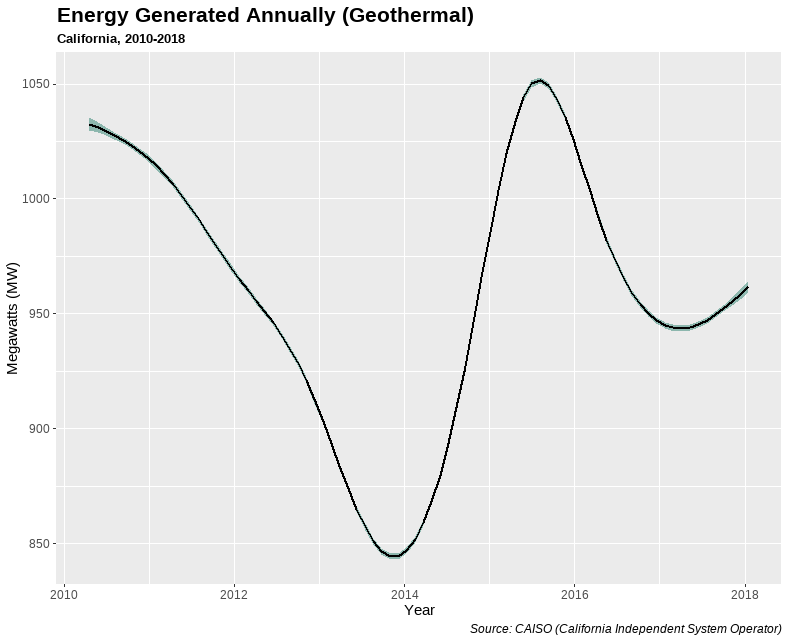 Energy Generated Annually (Geothermal)
California, 2010-2018
Megawatts (MW)
1050
1000
950
900
850
2010 2012 2014 2016 2018
Year
Source: CAISO (California Independent System Operator)